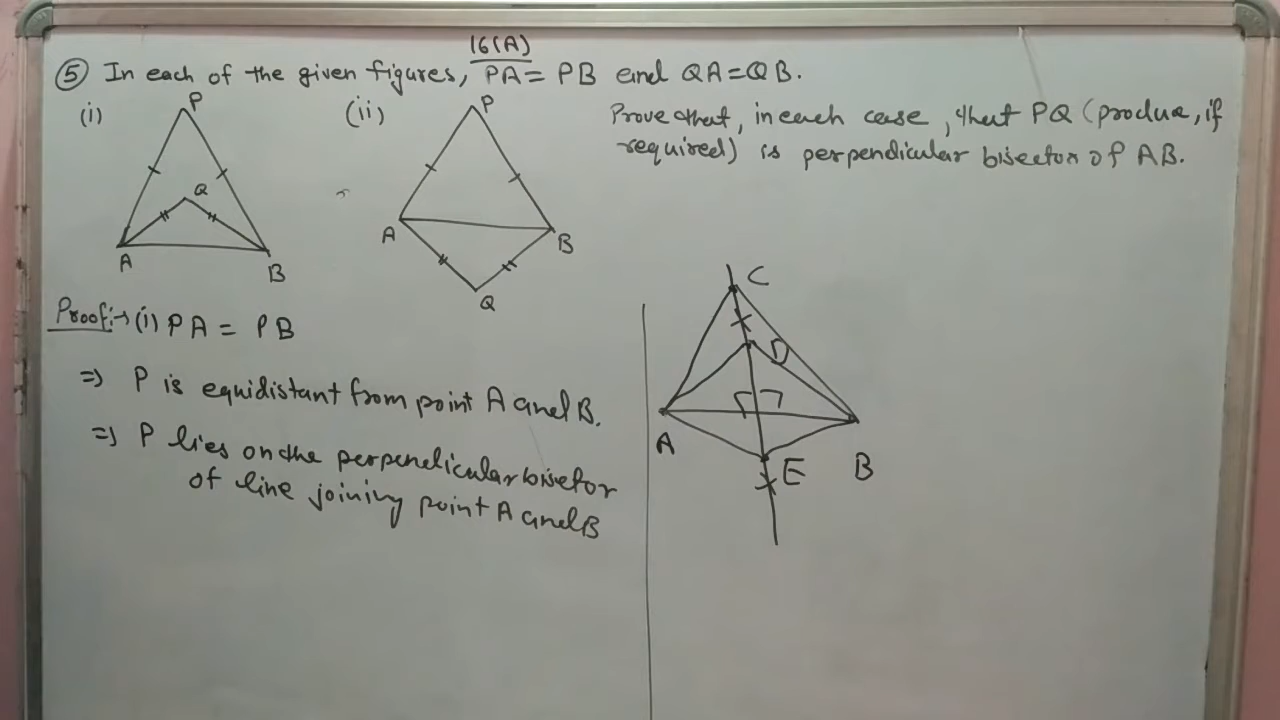 16(A)
⑤ In each of the given figures, PA = PB and QA=QB.
(i)
P
Q
A
B
(ii)
P
A
B
Q
Prove that, in each case, that PQ (produce, if
required) is perpendicular bisector of AB.
Proof:→ (i) PA = PB
⇒ P is equidistant from point A and B.
⇒ P lies on the perpendicular bisector
of line joining point A and B
C
D
A
E
B